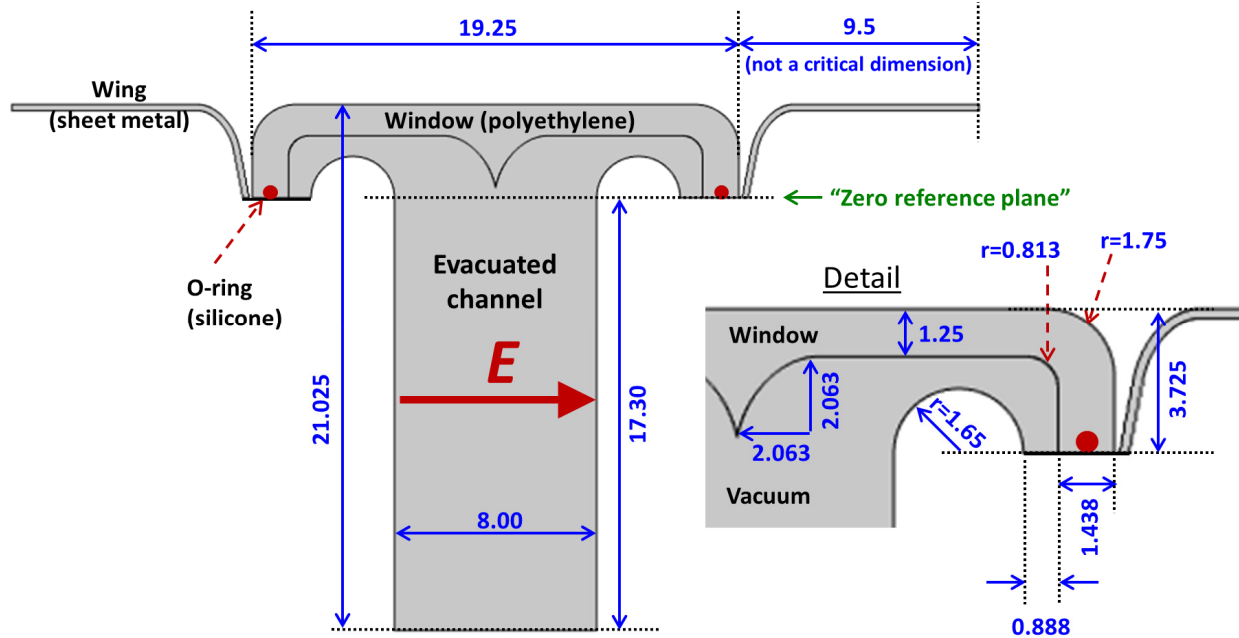 19.25
9.5
(not a critical dimension)
Wing
(sheet metal)
Window (polyethylene)
“Zero reference plane”
O-ring
(silicone)
Evacuated
channel
E
21.025
17.30
8.00
Detail
r=0.813
r=1.75
Window
1.25
2.063
2.063
r=1.65
3.725
Vacuum
1.438
0.888